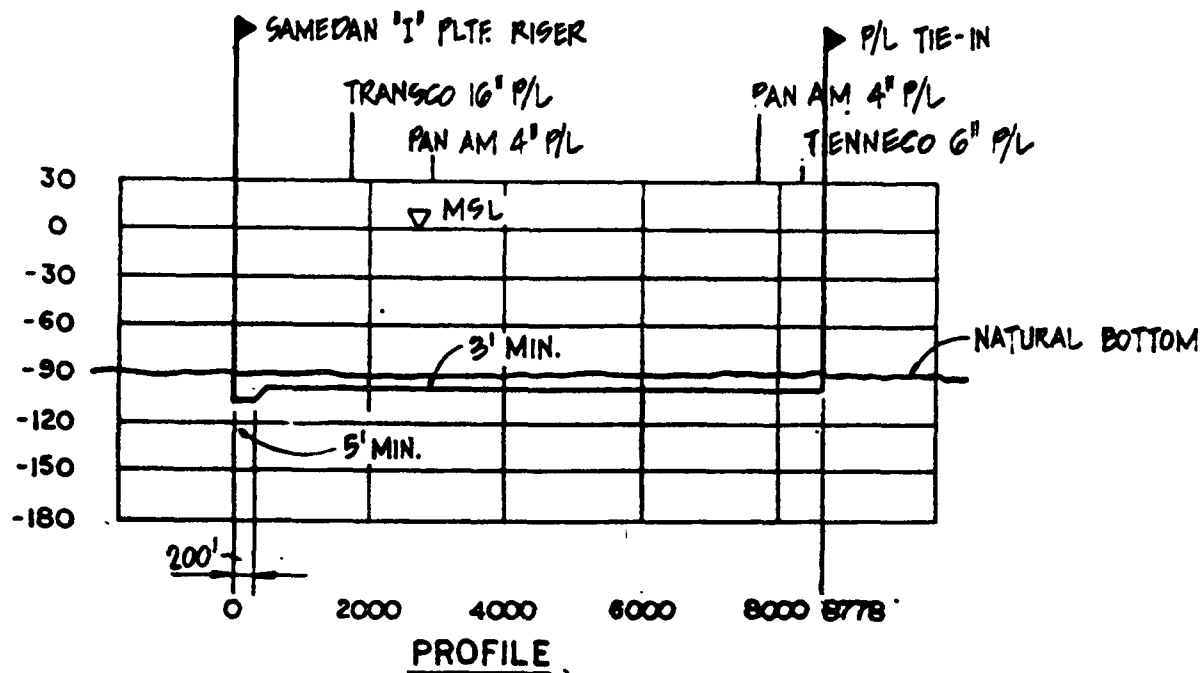 SAMEDAN "I" PLTF. RISER
P/L TIE-IN
TRANSCO 16" P/L
PAN AM 4" P/L
PAN AM 4" P/L
TENNECO 6" P/L
30
0
-30
-60
-90
-120
-150
-180
MSL
3' MIN.
NATURAL BOTTOM
5' MIN.
200'
0 2000 4000 6000 8000 8778
PROFILE